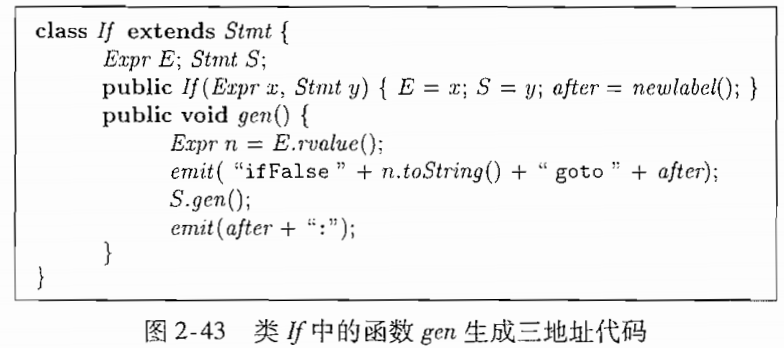 class If extends Stmt {
Expr E; Stmt S;
public If(Expr x, Stmt y) { E = x; S = y; after = newlabel(); }
public void gen() {
Expr n = E.rvalue();
emit( “ifFalse ” + n.toString() + “ goto ” + after);
S.gen();
emit(after + “:”);
}
}
图 2-43 类 If 中的函数 gen 生成三地址代码